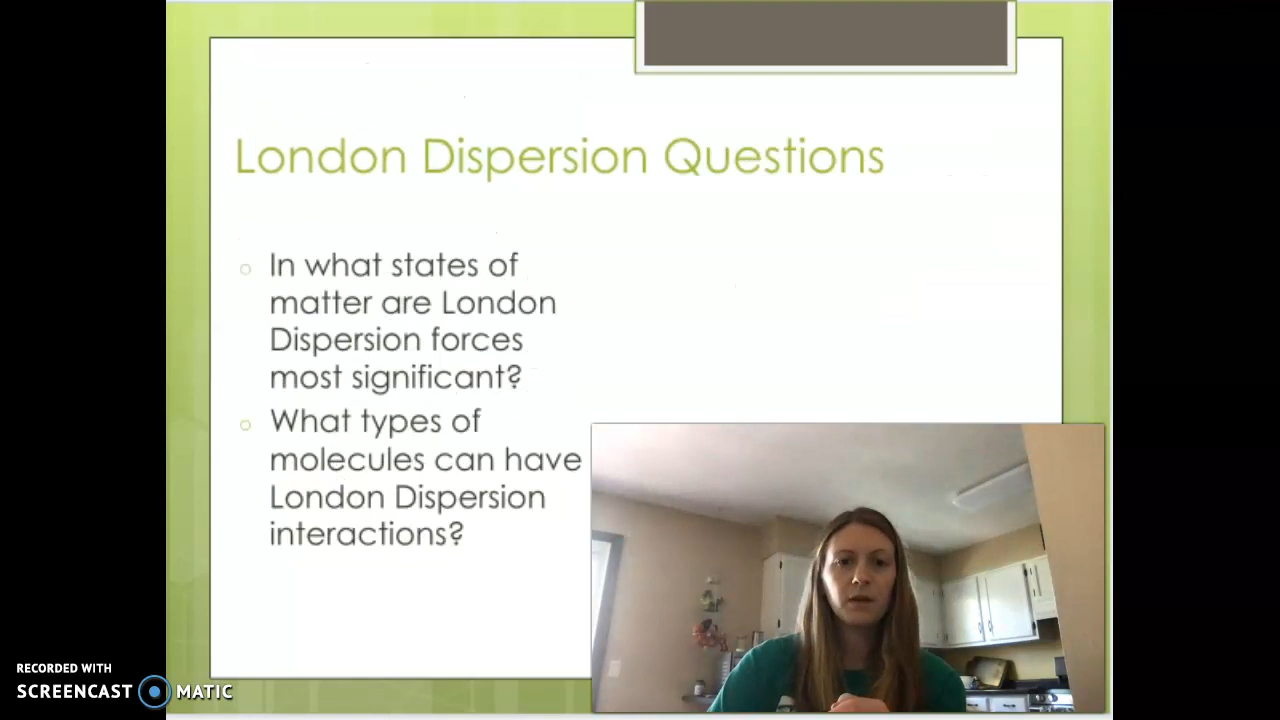 London Dispersion Questions
In what states of
matter are London
Dispersion forces
most significant?
What types of
molecules can have
London Dispersion
interactions?
RECORDED WITH
SCREENCAST MATIC